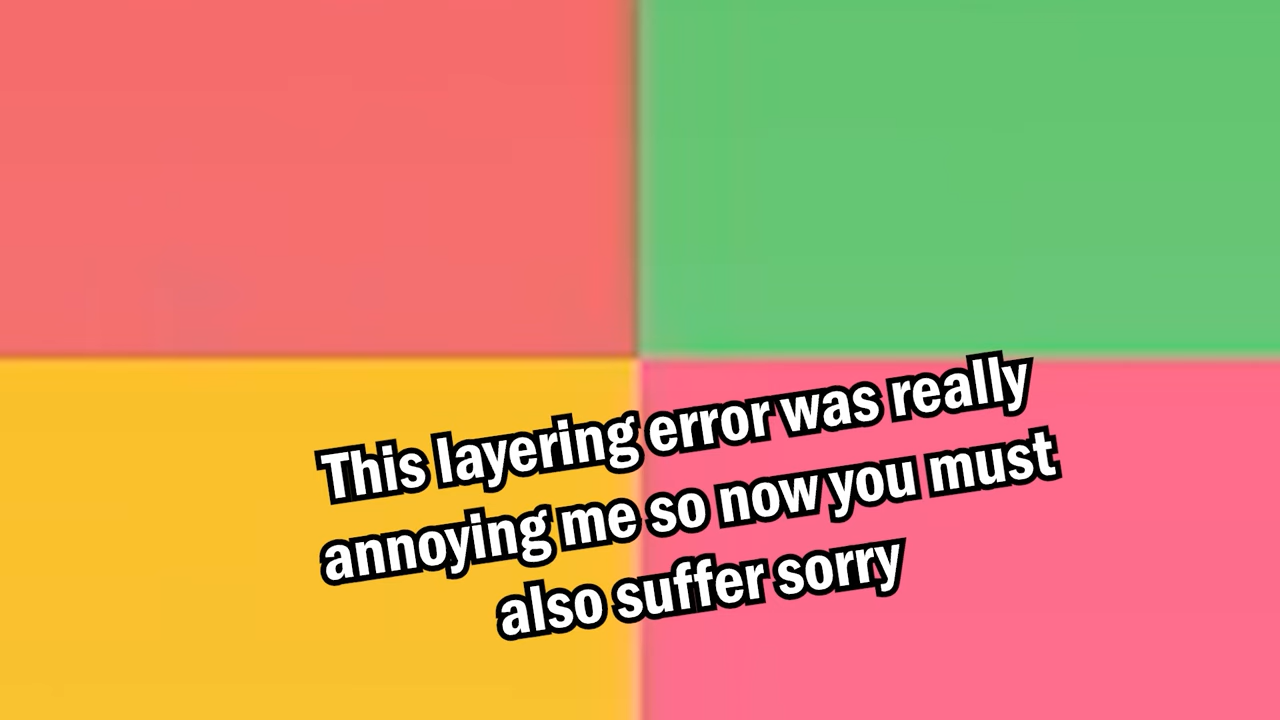 This layering error was really
annoying me so now you must
also suffer sorry